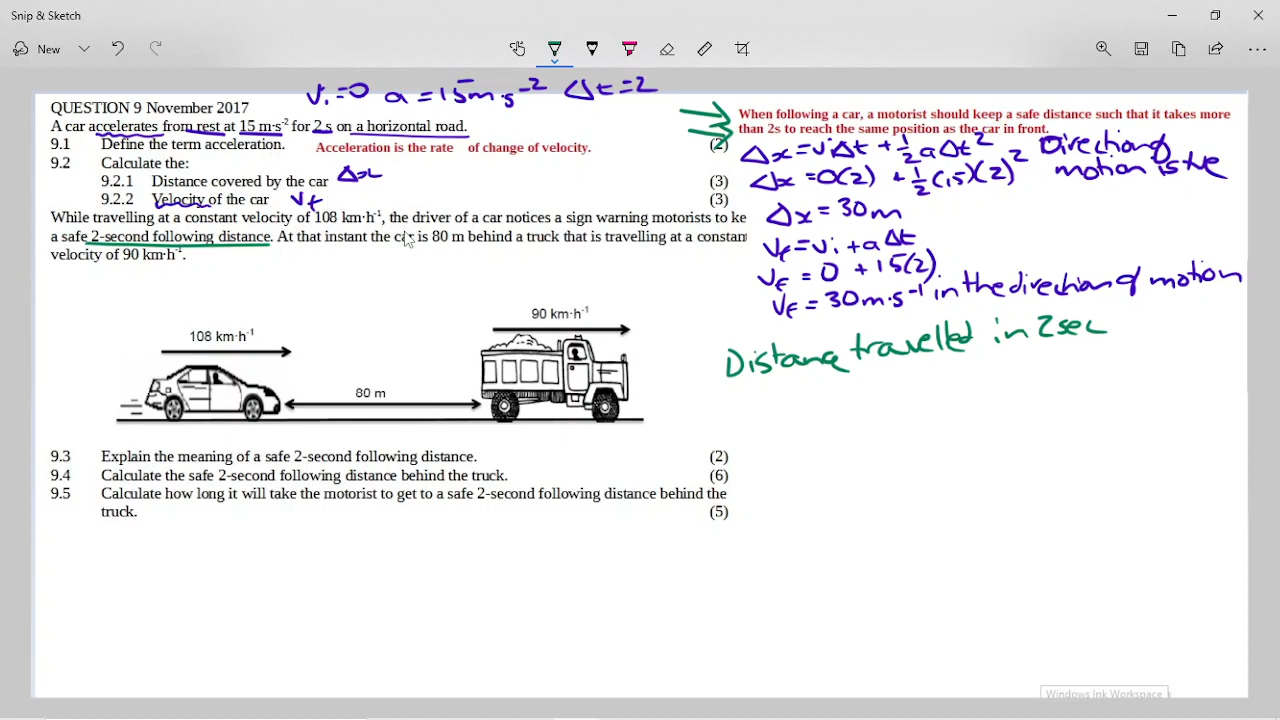 Snip & Sketch
New
vi=0 a=15m·s⁻² Δt=2
QUESTION 9 November 2017
A car accelerates from rest at 15 m·s⁻² for 2 s on a horizontal road.
9.1 Define the term acceleration. (2)
Acceleration is the rate of change of velocity.
9.2 Calculate the:
9.2.1 Distance covered by the car Δx (3)
9.2.2 Velocity of the car vf (3)
While travelling at a constant velocity of 108 km·h⁻¹, the driver of a car notices a sign warning motorists to ke
a safe 2-second following distance. At that instant the car is 80 m behind a truck that is travelling at a constant
velocity of 90 km·h⁻¹.
108 km·h⁻¹
90 km·h⁻¹
80 m
9.3 Explain the meaning of a safe 2-second following distance. (2)
9.4 Calculate the safe 2-second following distance behind the truck. (6)
9.5 Calculate how long it will take the motorist to get to a safe 2-second following distance behind the
truck. (5)
When following a car, a motorist should keep a safe distance such that it takes more
than 2s to reach the same position as the car in front.
Δx=viΔt + ½aΔt² Direction of
motion is +ve
Δx =0(2) + ½(15)(2)²
Δx = 30m
vf = vi + aΔt
vf = 0 + 15(2)
vf = 30m·s⁻¹ in the direction of motion
Distance travelled in 2sec
Windows Ink Workspace